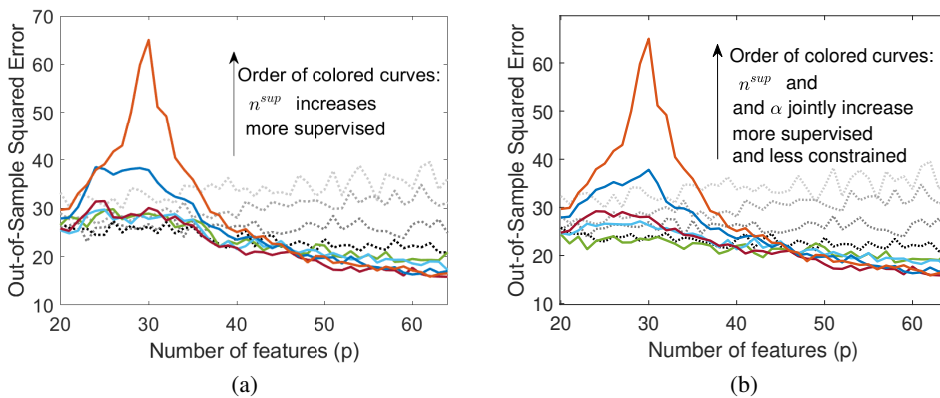 70
60
50
40
30
20
10
Out-of-Sample Squared Error
Order of colored curves:
n^sup increases
more supervised
20 30 40 50 60
Number of features (p)
(a)
60
50
40
30
20
10
Out-of-Sample Squared Error
Order of colored curves:
n^sup and
and α jointly increase
more supervised
and less constrained
20 30 40 50 60
Number of features (p)
(b)